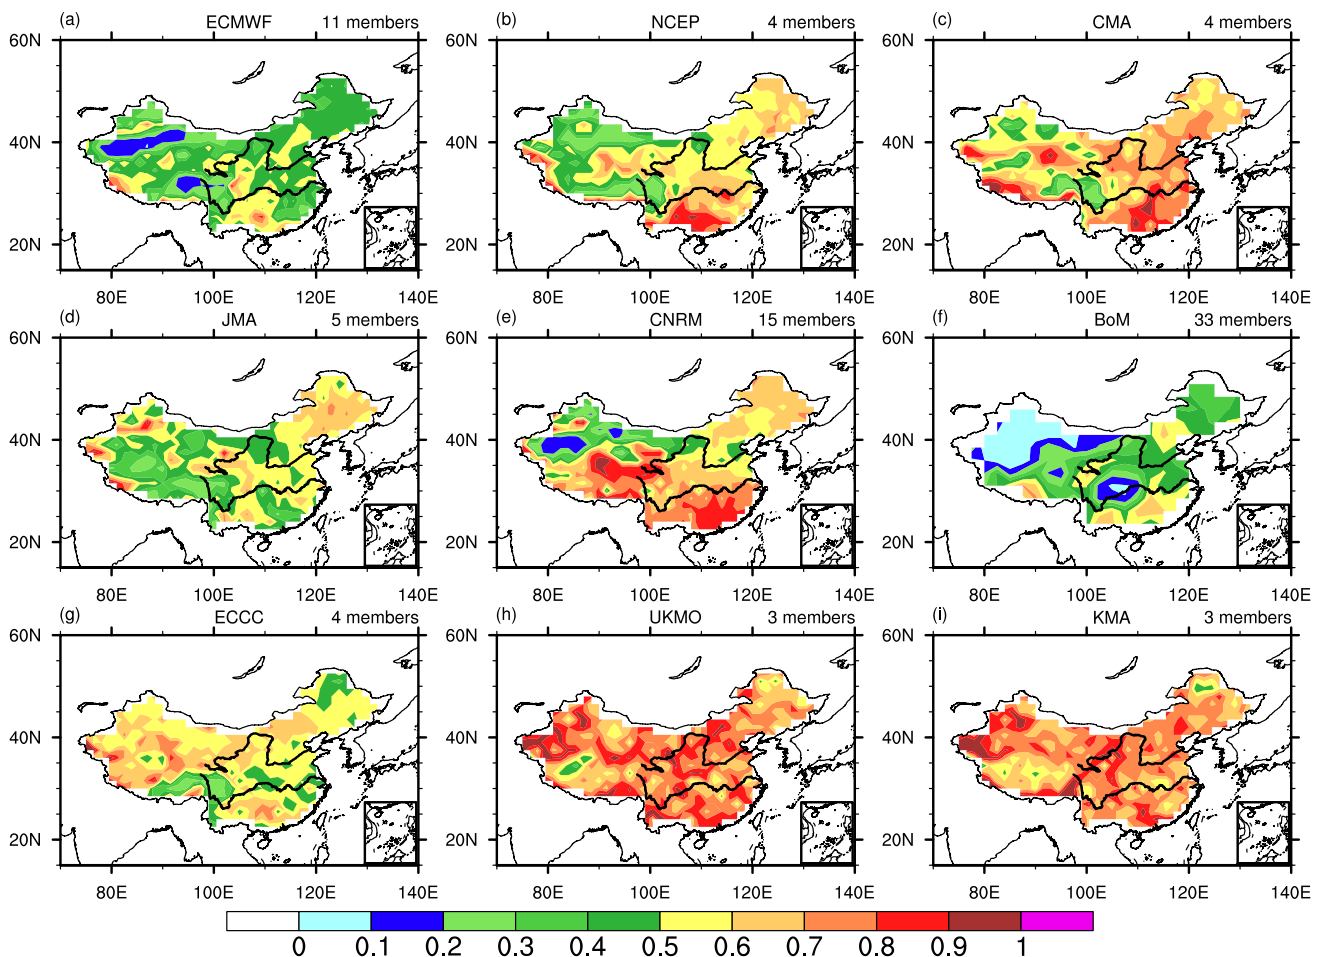 (a) ECMWF 11 members (b) NCEP 4 members (c) CMA 4 members
60N 60N 60N
40N 40N 40N
20N 20N 20N
80E 100E 120E 140E 80E 100E 120E 140E 80E 100E 120E 140E
(d) JMA 5 members (e) CNRM 15 members (f) BoM 33 members
60N 60N 60N
40N 40N 40N
20N 20N 20N
80E 100E 120E 140E 80E 100E 120E 140E 80E 100E 120E 140E
(g) ECCC 4 members (h) UKMO 3 members (i) KMA 3 members
60N 60N 60N
40N 40N 40N
20N 20N 20N
80E 100E 120E 140E 80E 100E 120E 140E 80E 100E 120E 140E
0 0.1 0.2 0.3 0.4 0.5 0.6 0.7 0.8 0.9 1